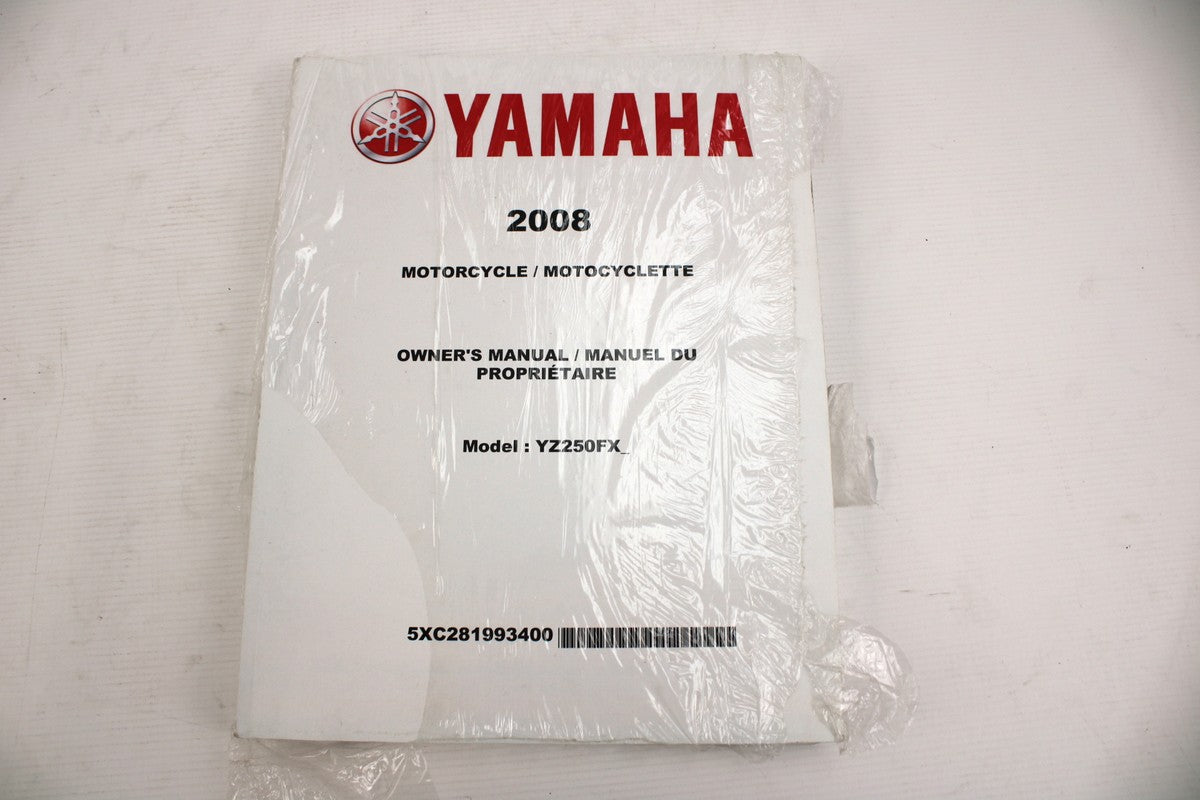 YAMAHA
2008
MOTORCYCLE / MOTOCYCLETTE
OWNER'S MANUAL / MANUEL DU
PROPRIÉTAIRE
Model : YZ250FX_
5XC281993400